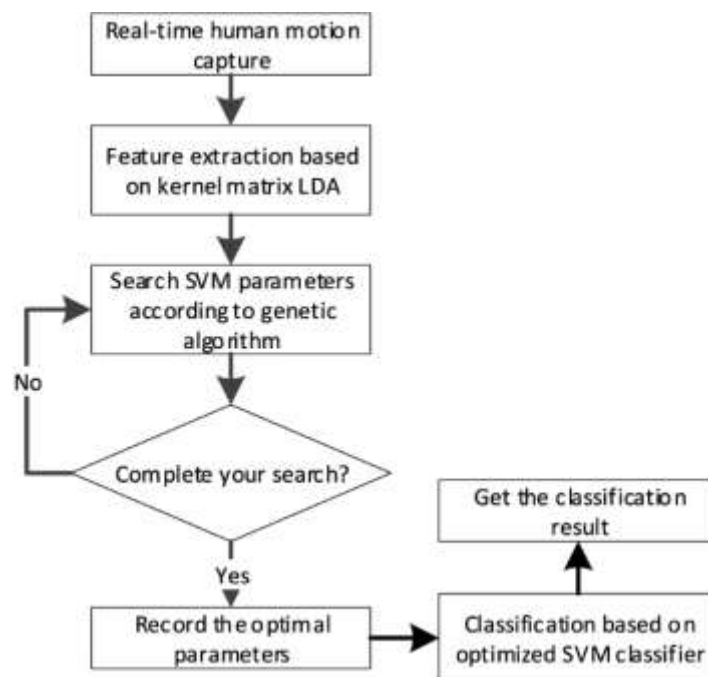 Real-time human motion
capture
Feature extraction based
on kernel matrix LDA
Search SVM parameters
according to genetic
algorithm
No
Complete your search?
Yes
Record the optimal
parameters
Get the classification
result
Classification based on
optimized SVM classifier